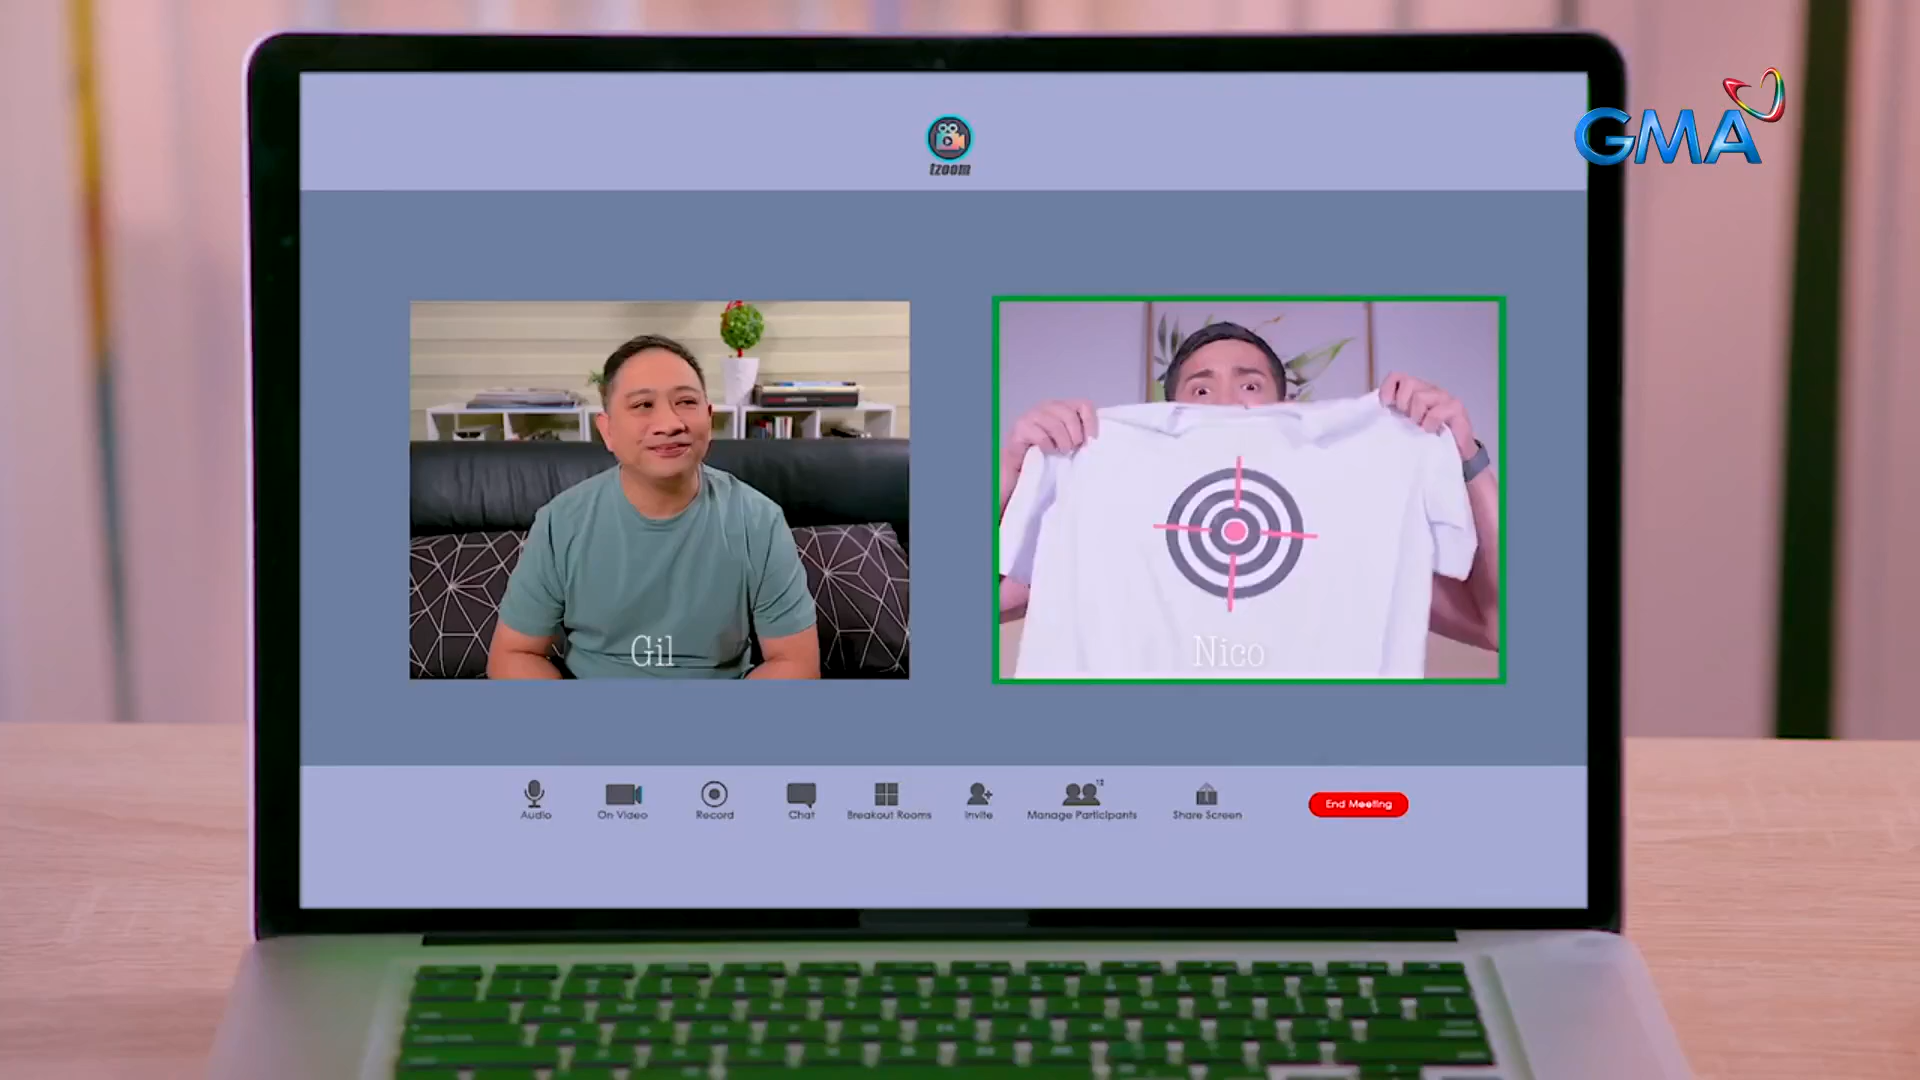 GMA
tzoom
Gil
Nico
Audio
On Video
Record
Chat
Breakout Rooms
Invite
Manage Participants
Share Screen
End Meeting